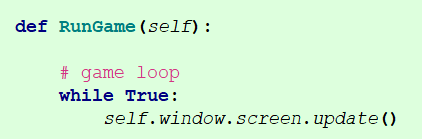 def RunGame(self):
# game loop
while True:
self.window.screen.update()